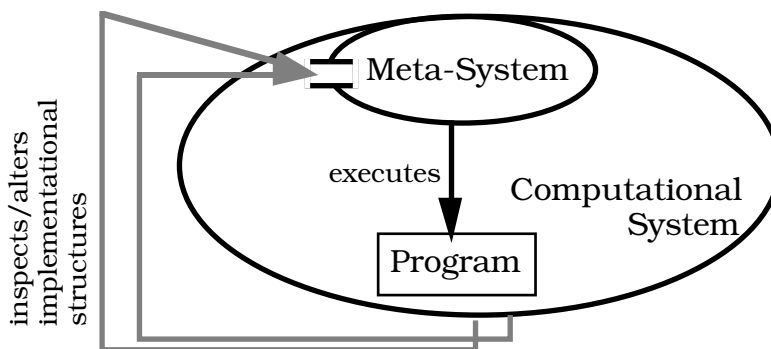 Meta-System
executes
Computational
System
Program
inspects/alters
implementational
structures